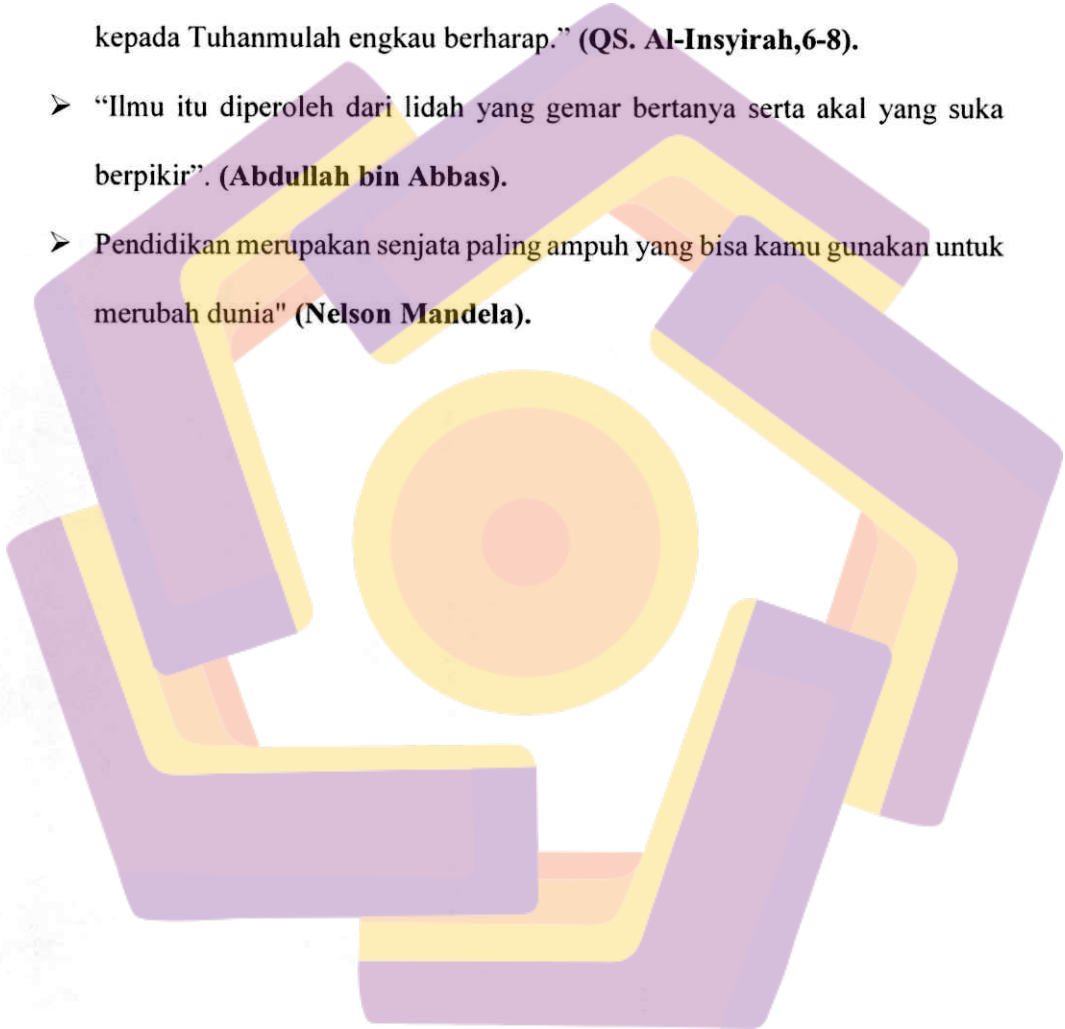 kepada Tuhanmulah engkau berharap.” (QS. Al-Insyirah,6-8).
➢ “Ilmu itu diperoleh dari lidah yang gemar bertanya serta akal yang suka
berpikir”. (Abdullah bin Abbas).
➢ Pendidikan merupakan senjata paling ampuh yang bisa kamu gunakan untuk
merubah dunia" (Nelson Mandela).